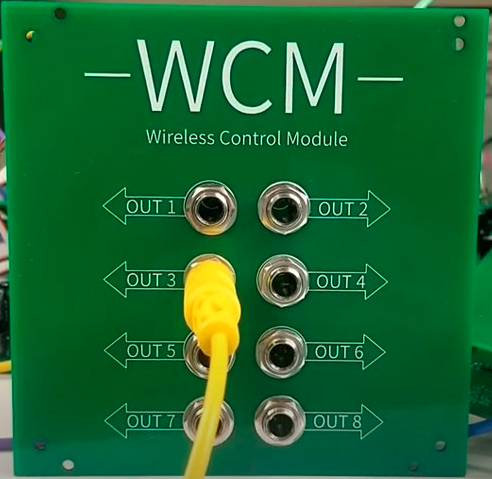 WCM
Wireless Control Module
OUT 1 OUT 2
OUT 3 OUT 4
OUT 5 OUT 6
OUT 7 OUT 8